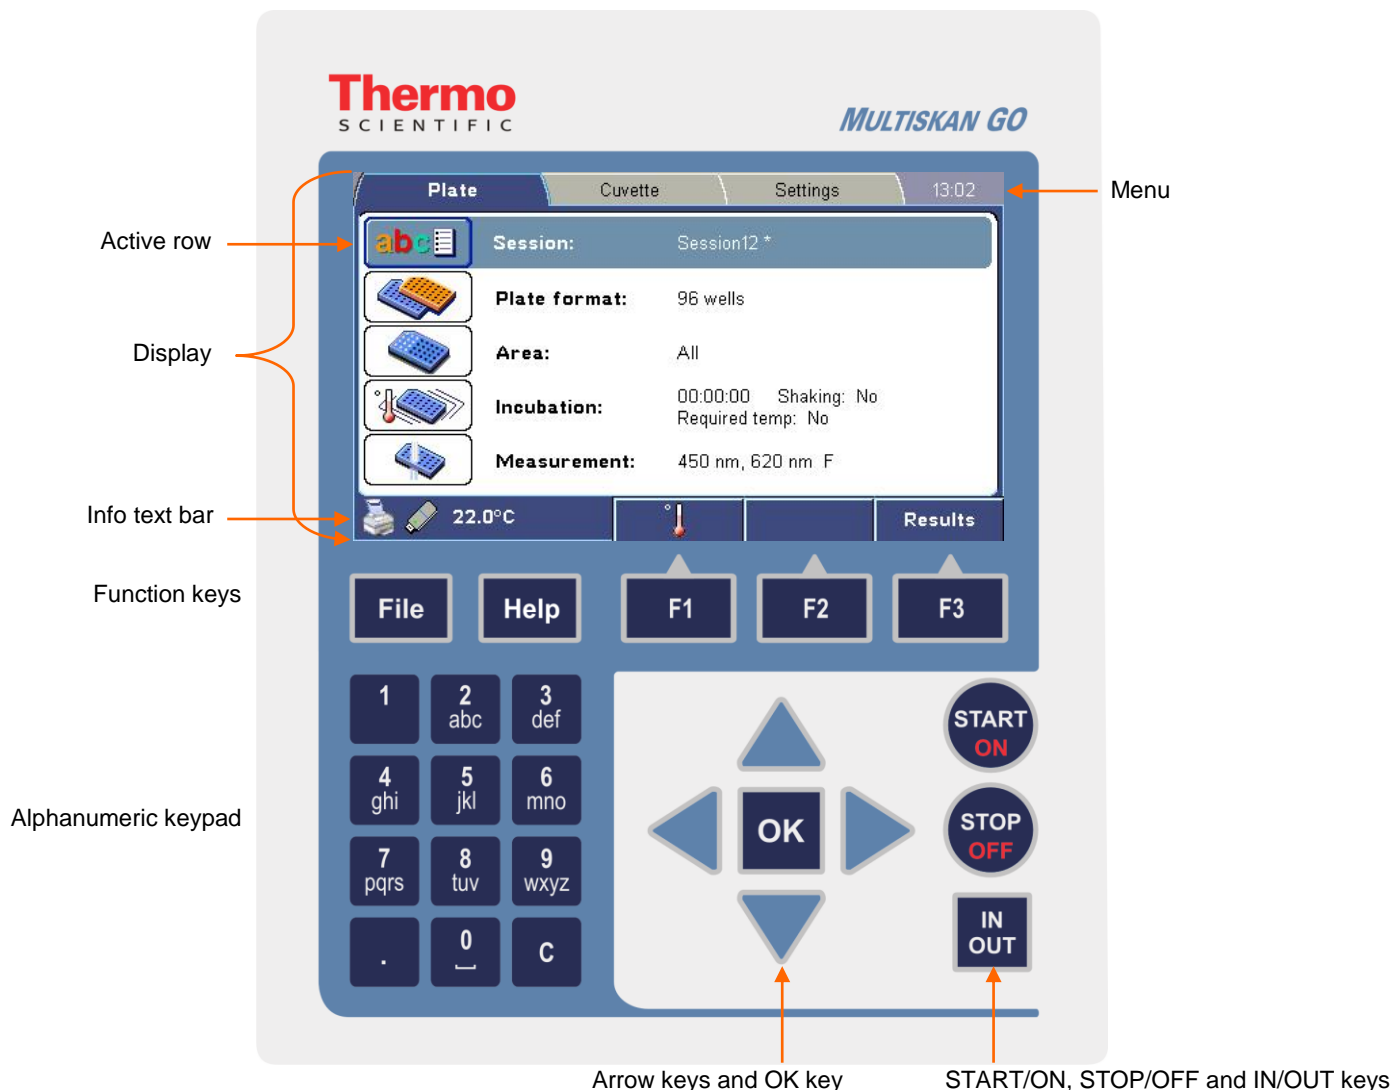 Thermo
SCIENTIFIC
MULTISKAN GO
Plate Cuvette Settings 13:02
Menu
Active row
abc Session: Session12 *
Plate format: 96 wells
Display
Area: All
Incubation: 00:00:00 Shaking: No
Required temp: No
Measurement: 450 nm, 620 nm F
Info text bar
22.0°C ° Results
Function keys
File Help F1 F2 F3
1 2 3
abc def
START
ON
4 5 6
ghi jkl mno
Alphanumeric keypad
OK
STOP
OFF
7 8 9
pqrs tuv wxyz
IN
OUT
. 0 C
Arrow keys and OK key
START/ON, STOP/OFF and IN/OUT keys